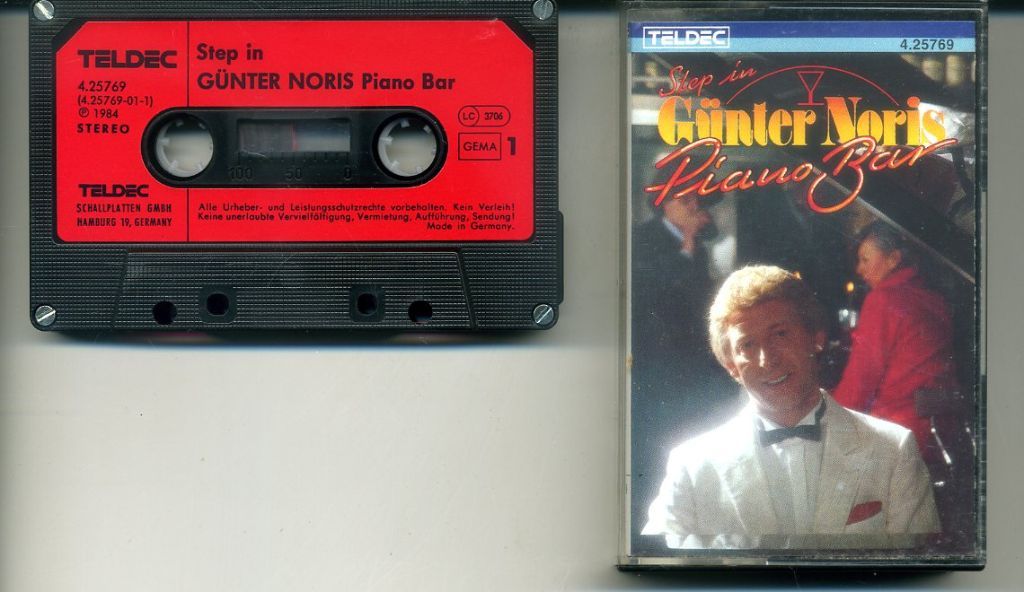 TELDEC
4.25769
(4.25769-01-1)
℗ 1984
STEREO
Step in
GÜNTER NORIS Piano Bar
LC 3706
GEMA 1
100 50 0
TELDEC
SCHALLPLATTEN GMBH
HAMBURG 19, GERMANY
Alle Urheber- und Leistungsschutzrechte vorbehalten. Kein Verleih!
Keine unerlaubte Vervielfältigung, Vermietung, Aufführung, Sendung!
Made in Germany.
TELDEC
4.25769
Step in
Günter Noris
Piano Bar